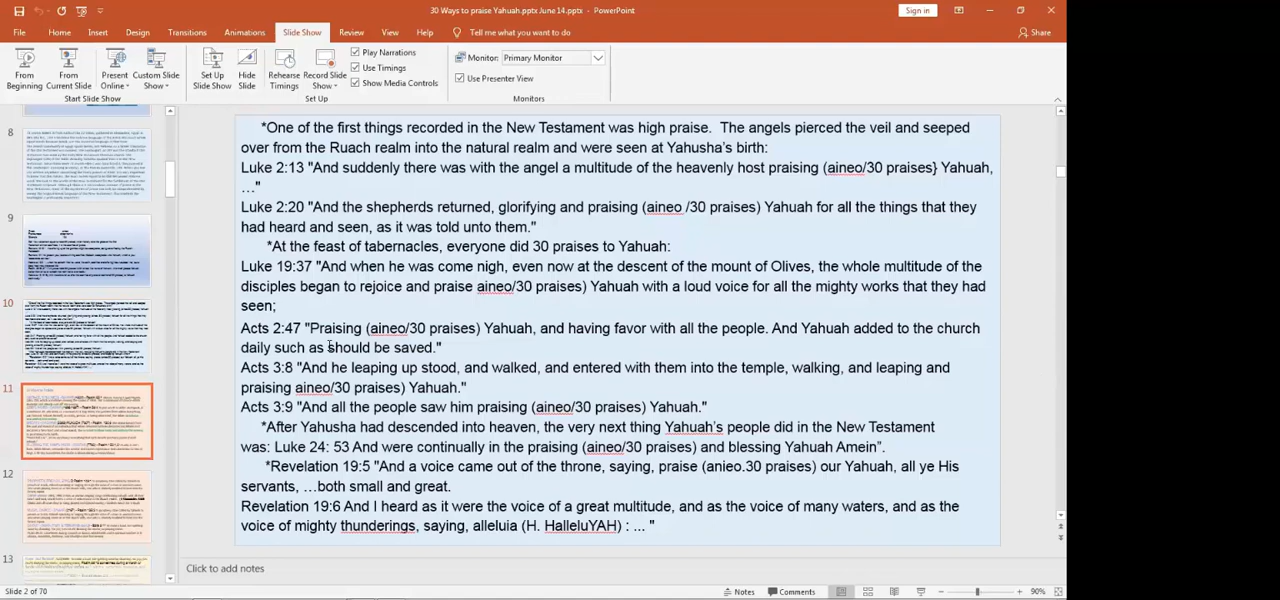 30 Ways to praise Yahuah.pptx June 14.pptx - PowerPoint
Sign in
File Home Insert Design Transitions Animations Slide Show Review View Help Tell me what you want to do Share
From Beginning
From Current Slide
Present Online
Custom Slide Show
Start Slide Show
Set Up Slide Show
Hide Slide
Rehearse Timings
Record Slide Show
Play Narrations
Use Timings
Show Media Controls
Set Up
Monitor: Primary Monitor
Use Presenter View
Monitors
8
9
10
11
12
13
*One of the first things recorded in the New Testament was high praise. The angels pierced the veil and seeped
over from the Ruach realm into the natural realm and were seen at Yahusha's birth:
Luke 2:13 "And suddenly there was with the angel a multitude of the heavenly host praising (aineo/30 praises} Yahuah,
..."
Luke 2:20 "And the shepherds returned, glorifying and praising (aineo /30 praises) Yahuah for all the things that they
had heard and seen, as it was told unto them."
*At the feast of tabernacles, everyone did 30 praises to Yahuah:
Luke 19:37 "And when he was come nigh, even now at the descent of the mount of Olives, the whole multitude of the
disciples began to rejoice and praise aineo/30 praises) Yahuah with a loud voice for all the mighty works that they had
seen;
Acts 2:47 "Praising (aineo/30 praises) Yahuah, and having favor with all the people. And Yahuah added to the church
daily such as should be saved."
Acts 3:8 "And he leaping up stood, and walked, and entered with them into the temple, walking, and leaping and
praising aineo/30 praises) Yahuah."
Acts 3:9 "And all the people saw him praising (aineo/30 praises) Yahuah."
*After Yahusha had descended into heaven, the very next thing Yahuah's people did in the New Testament
was: Luke 24: 53 And were continually in the praising (aineo/30 praises) and blessing Yahuah Amein".
*Revelation 19:5 "And a voice came out of the throne, saying, praise (anieo.30 praises) our Yahuah, all ye His
servants. ....both small and great.
Revelation 19:6 And I heard as it were the voice of a great multitude, and as the voice of many waters, and as the
voice of mighty thunderings, saying, alleluia (H. HalleluYAH) : ... "
Click to add notes
Slide 2 of 70
Notes
Comments
90%